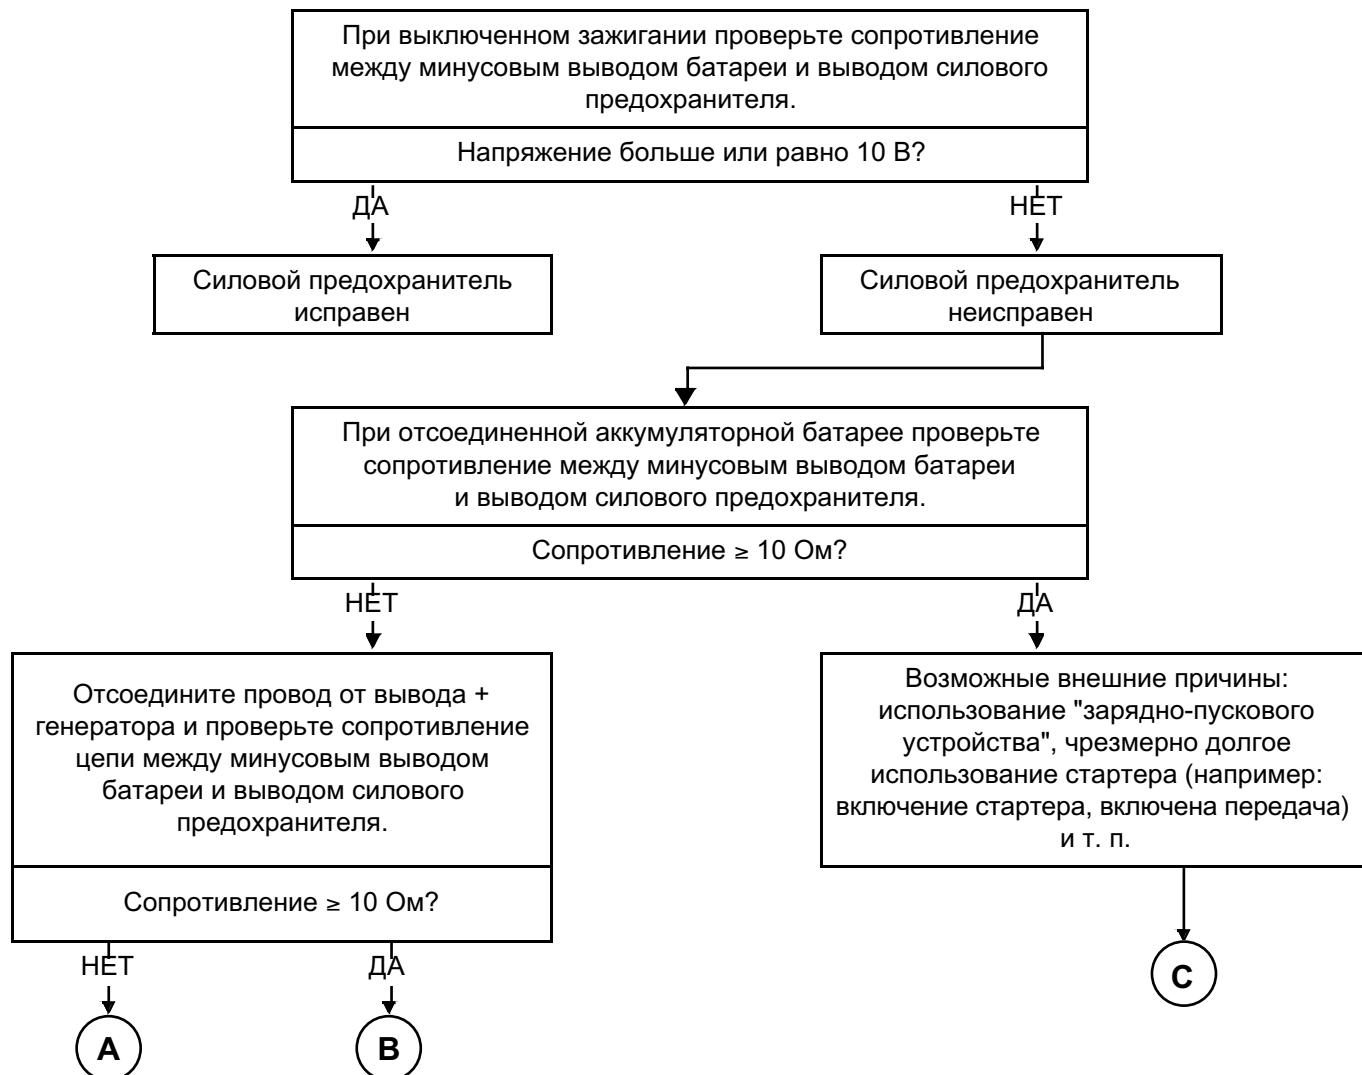 При выключенном зажигании проверьте сопротивление
между минусовым выводом батареи и выводом силового
предохранителя.
Напряжение больше или равно 10 В?
ДА
НЕТ
Силовой предохранитель
исправен
Силовой предохранитель
неисправен
При отсоединенной аккумуляторной батарее проверьте
сопротивление между минусовым выводом батареи
и выводом силового предохранителя.
Сопротивление ≥ 10 Ом?
НЕТ
ДА
Отсоедините провод от вывода +
генератора и проверьте сопротивление
цепи между минусовым выводом
батареи и выводом силового
предохранителя.
Сопротивление ≥ 10 Ом?
Возможные внешние причины:
использование "зарядно-пускового
устройства", чрезмерно долгое
использование стартера (например:
включение стартера, включена передача)
и т. п.
НЕТ
ДА
A
B
C